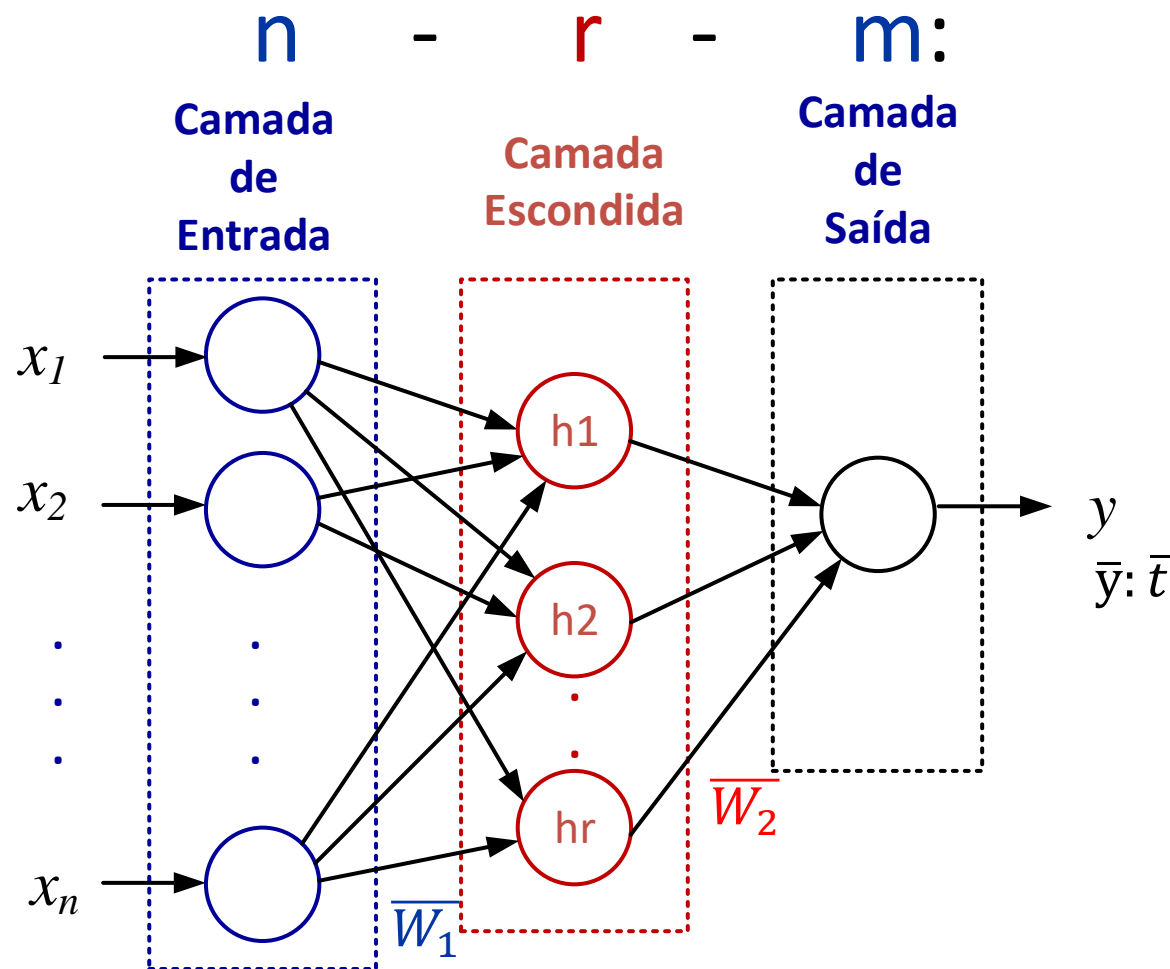 n - r - m:
Camada
de
Entrada
Camada
Escondida
Camada
de
Saída
x₁
x₂
xₙ
h1
h2
hr
W̅₁
W̅₂
y
y̅: t̅